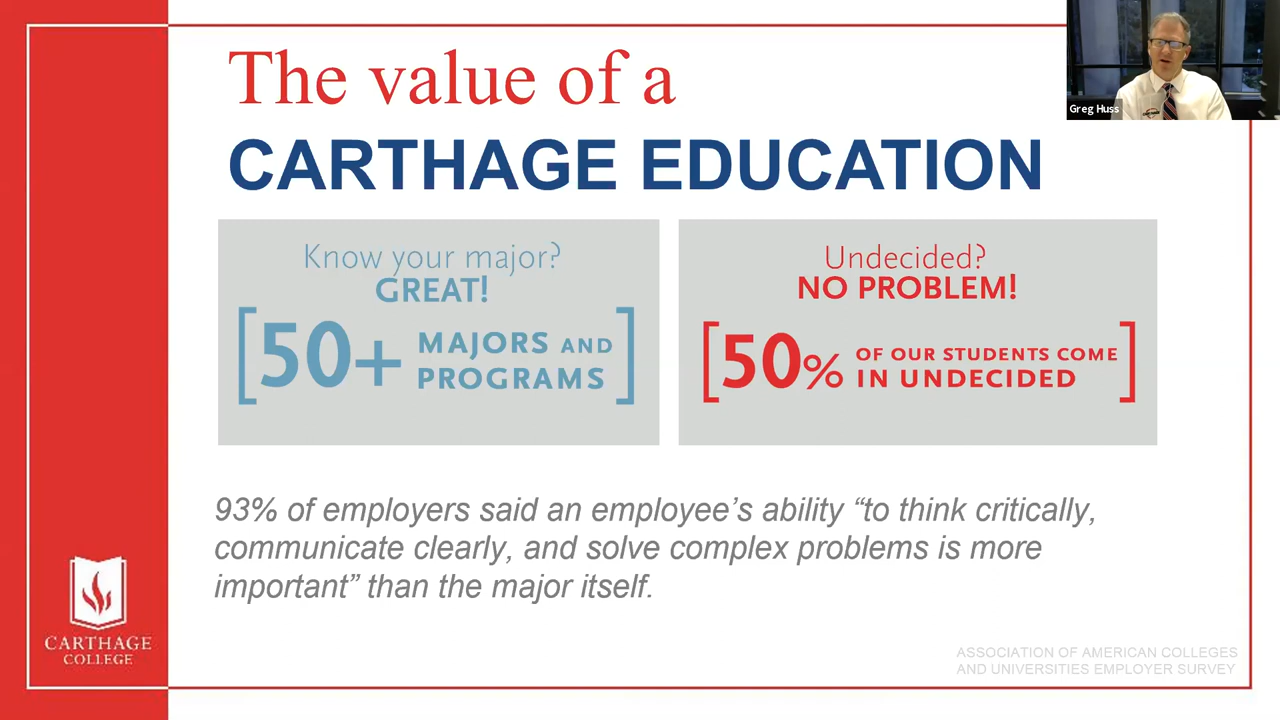 The value of a
CARTHAGE EDUCATION
Greg Huss
Know your major?
GREAT!
[50+ MAJORS AND
PROGRAMS]
Undecided?
NO PROBLEM!
[50% OF OUR STUDENTS COME
IN UNDECIDED]
93% of employers said an employee’s ability “to think critically,
communicate clearly, and solve complex problems is more
important” than the major itself.
CARTHAGE
COLLEGE
ASSOCIATION OF AMERICAN COLLEGES
AND UNIVERSITIES EMPLOYER SURVEY